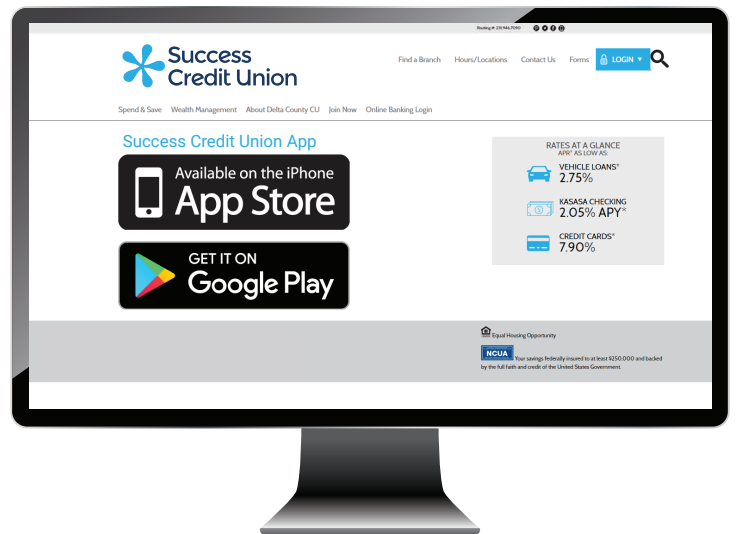 Routing #: 231984.7090
Success
Credit Union
Find a Branch Hours/Locations Contact Us Forms LOGIN
Spend & Save Wealth Management About Delta County CU Join Now Online Banking Login
Success Credit Union App
Available on the iPhone
App Store
GET IT ON
Google Play
RATES AT A GLANCE
APR* AS LOW AS:
VEHICLE LOANS*
2.75%
KASASA CHECKING
2.05% APY*
CREDIT CARDS*
7.90%
Equal Housing Opportunity
NCUA Your savings federally insured to at least $250,000 and backed
by the full faith and credit of the United States Government.